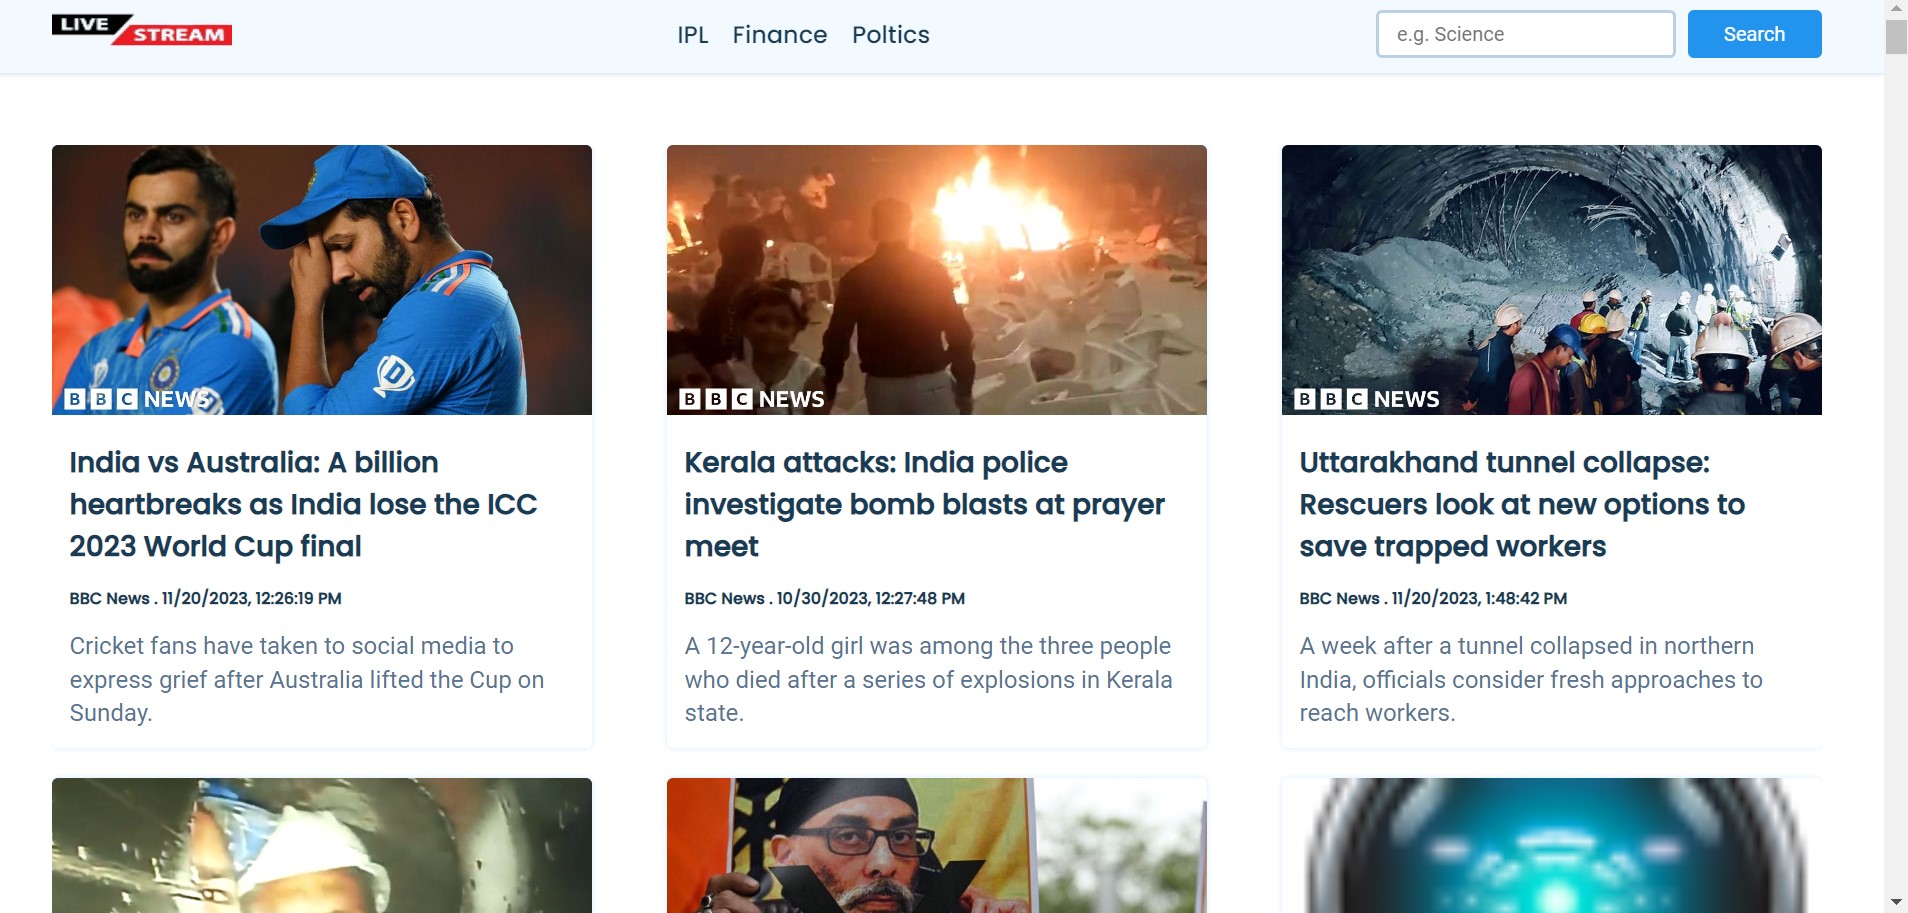 LIVE
STREAM
IPL Finance Poltics
e.g. Science
Search
BBC NEWS
India vs Australia: A billion
heartbreaks as India lose the ICC
2023 World Cup final
BBC News . 11/20/2023, 12:26:19 PM
Cricket fans have taken to social media to
express grief after Australia lifted the Cup on
Sunday.
BBC NEWS
Kerala attacks: India police
investigate bomb blasts at prayer
meet
BBC News . 10/30/2023, 12:27:48 PM
A 12-year-old girl was among the three people
who died after a series of explosions in Kerala
state.
BBC NEWS
Uttarakhand tunnel collapse:
Rescuers look at new options to
save trapped workers
BBC News . 11/20/2023, 1:48:42 PM
A week after a tunnel collapsed in northern
India, officials consider fresh approaches to
reach workers.